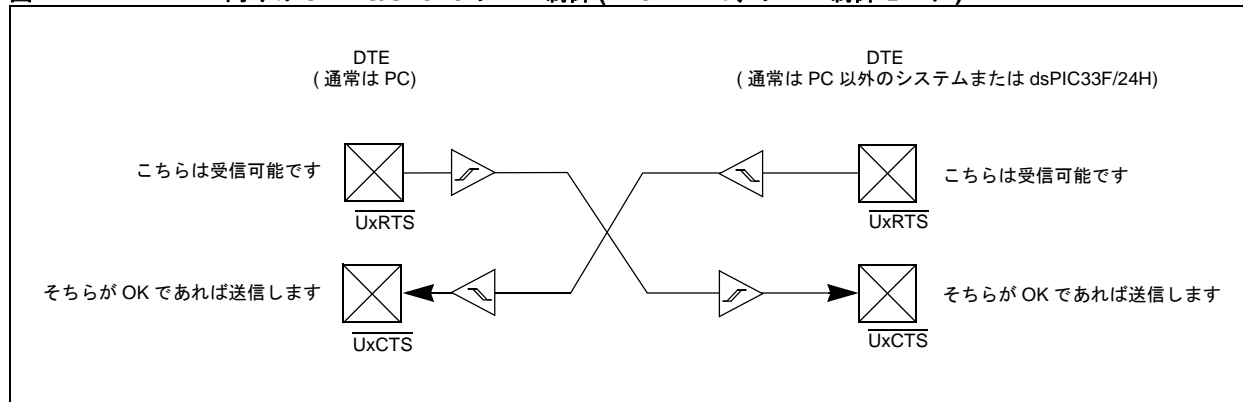 DTE
( 通常は PC)
DTE
( 通常は PC 以外のシステムまたは dsPIC33F/24H)
こちらは受信可能です
UxRTS
UxRTS
こちらは受信可能です
そちらが OK であれば送信します
UxCTS
UxCTS
そちらが OK であれば送信します